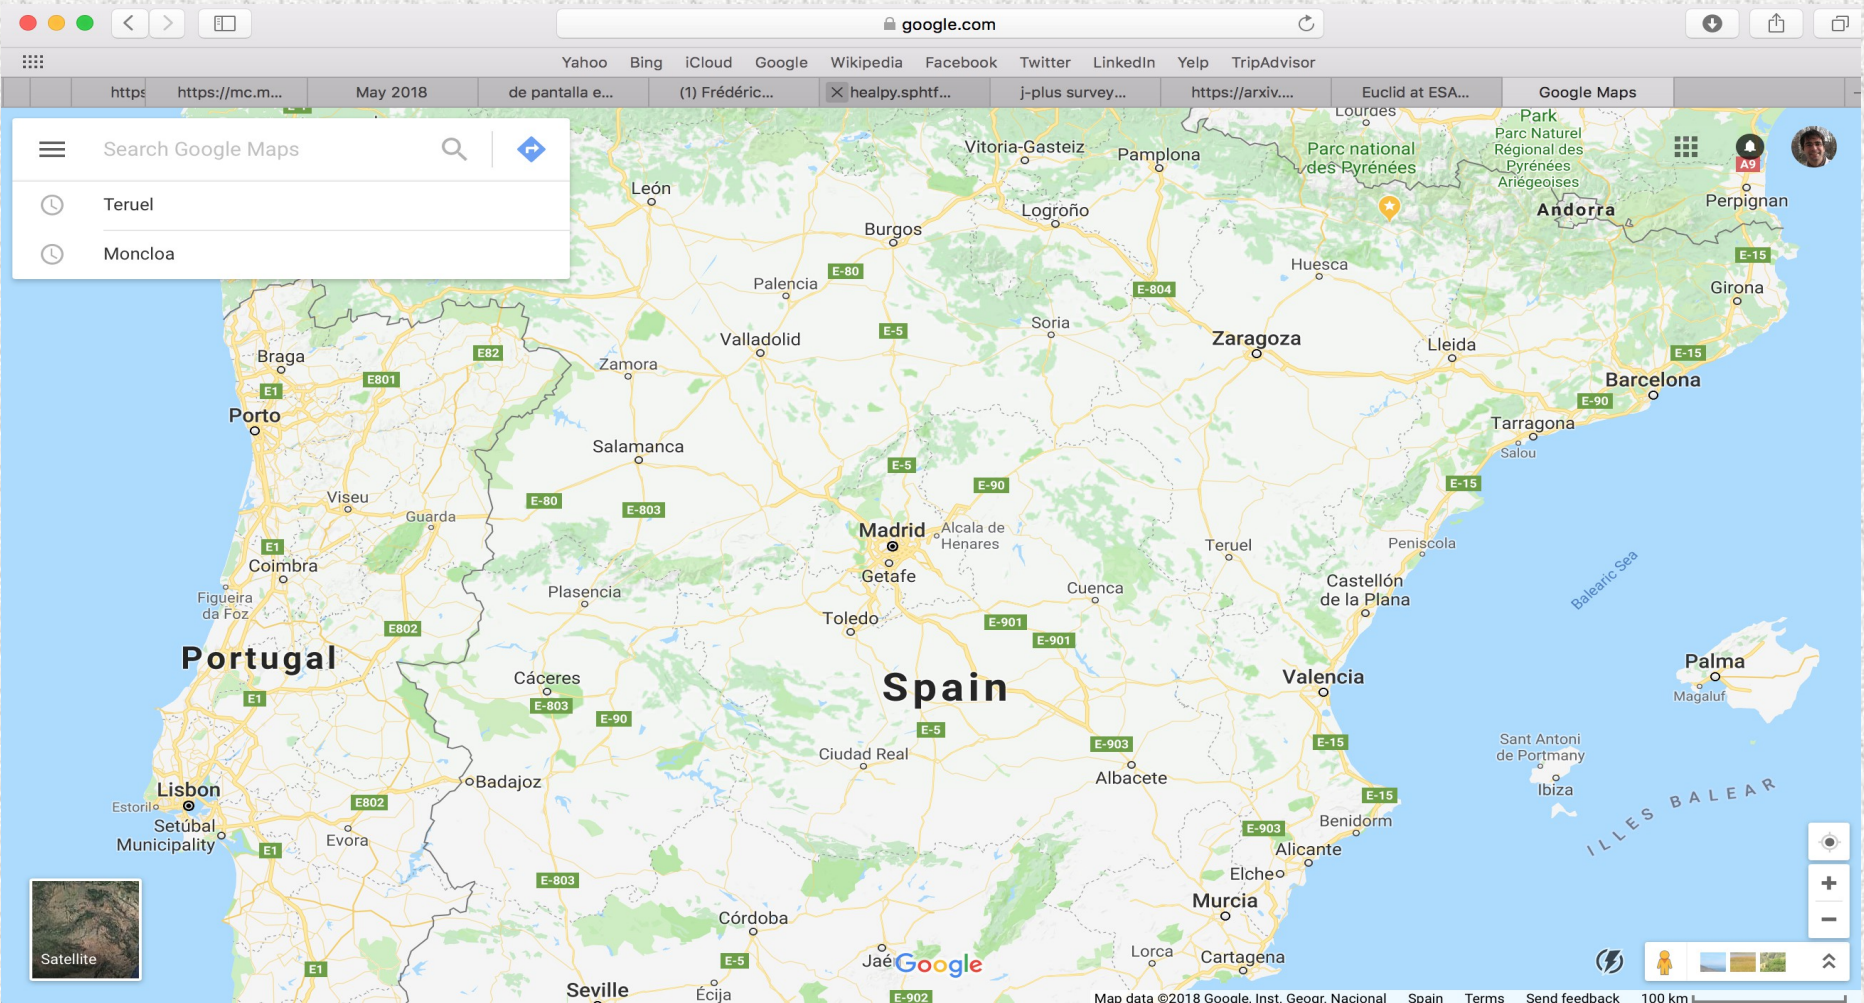 google.com
Yahoo Bing iCloud Google Wikipedia Facebook Twitter LinkedIn Yelp TripAdvisor
https https://mc.m... May 2018 de pantalla e... (1) Frédéric... healpy.sphtf... j-plus survey... https://arxiv.... Euclid at ESA... Google Maps
Search Google Maps
Teruel
Moncloa
Lourdes
Park
Parc Naturel
Régional des
Pyrénées
Ariégeoises
Parc national
des Pyrénées
Vitoria-Gasteiz
Pamplona
A9
León
Logroño
Andorra
Perpignan
Burgos
E-15
Huesca
E-80
Palencia
E-804
Girona
Soria
E-5
Valladolid
Zaragoza
Lleida
E-15
Braga
E82
Zamora
E801
Barcelona
E1
E-90
Porto
Tarragona
Salou
Salamanca
E-5
E-90
E-15
Viseu
E-80
E-803
Guarda
Madrid
Alcala de
Henares
Teruel
Peniscola
E1
Coimbra
Getafe
Castellón
de la Plana
Balearic Sea
Figueira
da Foz
Plasencia
Cuenca
E802
Toledo
E-901
E-901
Portugal
Palma
Magaluf
Cáceres
Spain
Valencia
E1
E-803
E-90
E-5
E-903
E-15
Ciudad Real
Albacete
Sant Antoni
de Portmany
Ibiza
Badajoz
Lisbon
Estoril
E802
E-15
ILLES BALEAR
Setúbal
Municipality
Evora
E1
E-903
Benidorm
Alicante
Elche
E-803
Murcia
Córdoba
Satellite
E-5
Jaé
Google
Lorca
Cartagena
E1
Seville
Écija
E-902
Map data ©2018 Google, Inst. Geogr. Nacional Spain Terms Send feedback 100 km